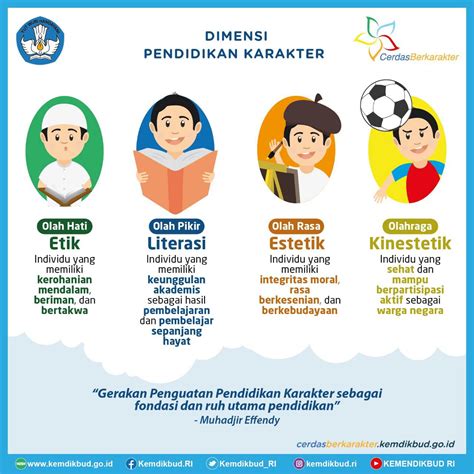 DIMENSI
PENDIDIKAN KARAKTER
CerdasBerkarakter
Olah Hati
Etik
Individu yang
memiliki
kerohanian
mendalam,
beriman, dan
bertakwa
Olah Pikir
Literasi
Individu yang
memiliki
keunggulan
akademis
sebagai hasil
pembelajaran
dan pembelajar
sepanjang
hayat
Olah Rasa
Estetik
Individu yang
memiliki
integritas moral,
rasa
berkesenian, dan
berkebudayaan
Olahraga
Kinestetik
Individu yang
sehat dan
mampu
berpartisipasi
aktif sebagai
warga negara
“Gerakan Penguatan Pendidikan Karakter sebagai
fondasi dan ruh utama pendidikan”
- Muhadjir Effendy
cerdasberkarakter.kemdikbud.go.id
www.kemdikbud.go.id
Kemdikbud RI
Kemdikbud_RI
kemdikbud.ri
KEMENDIKBUD RI